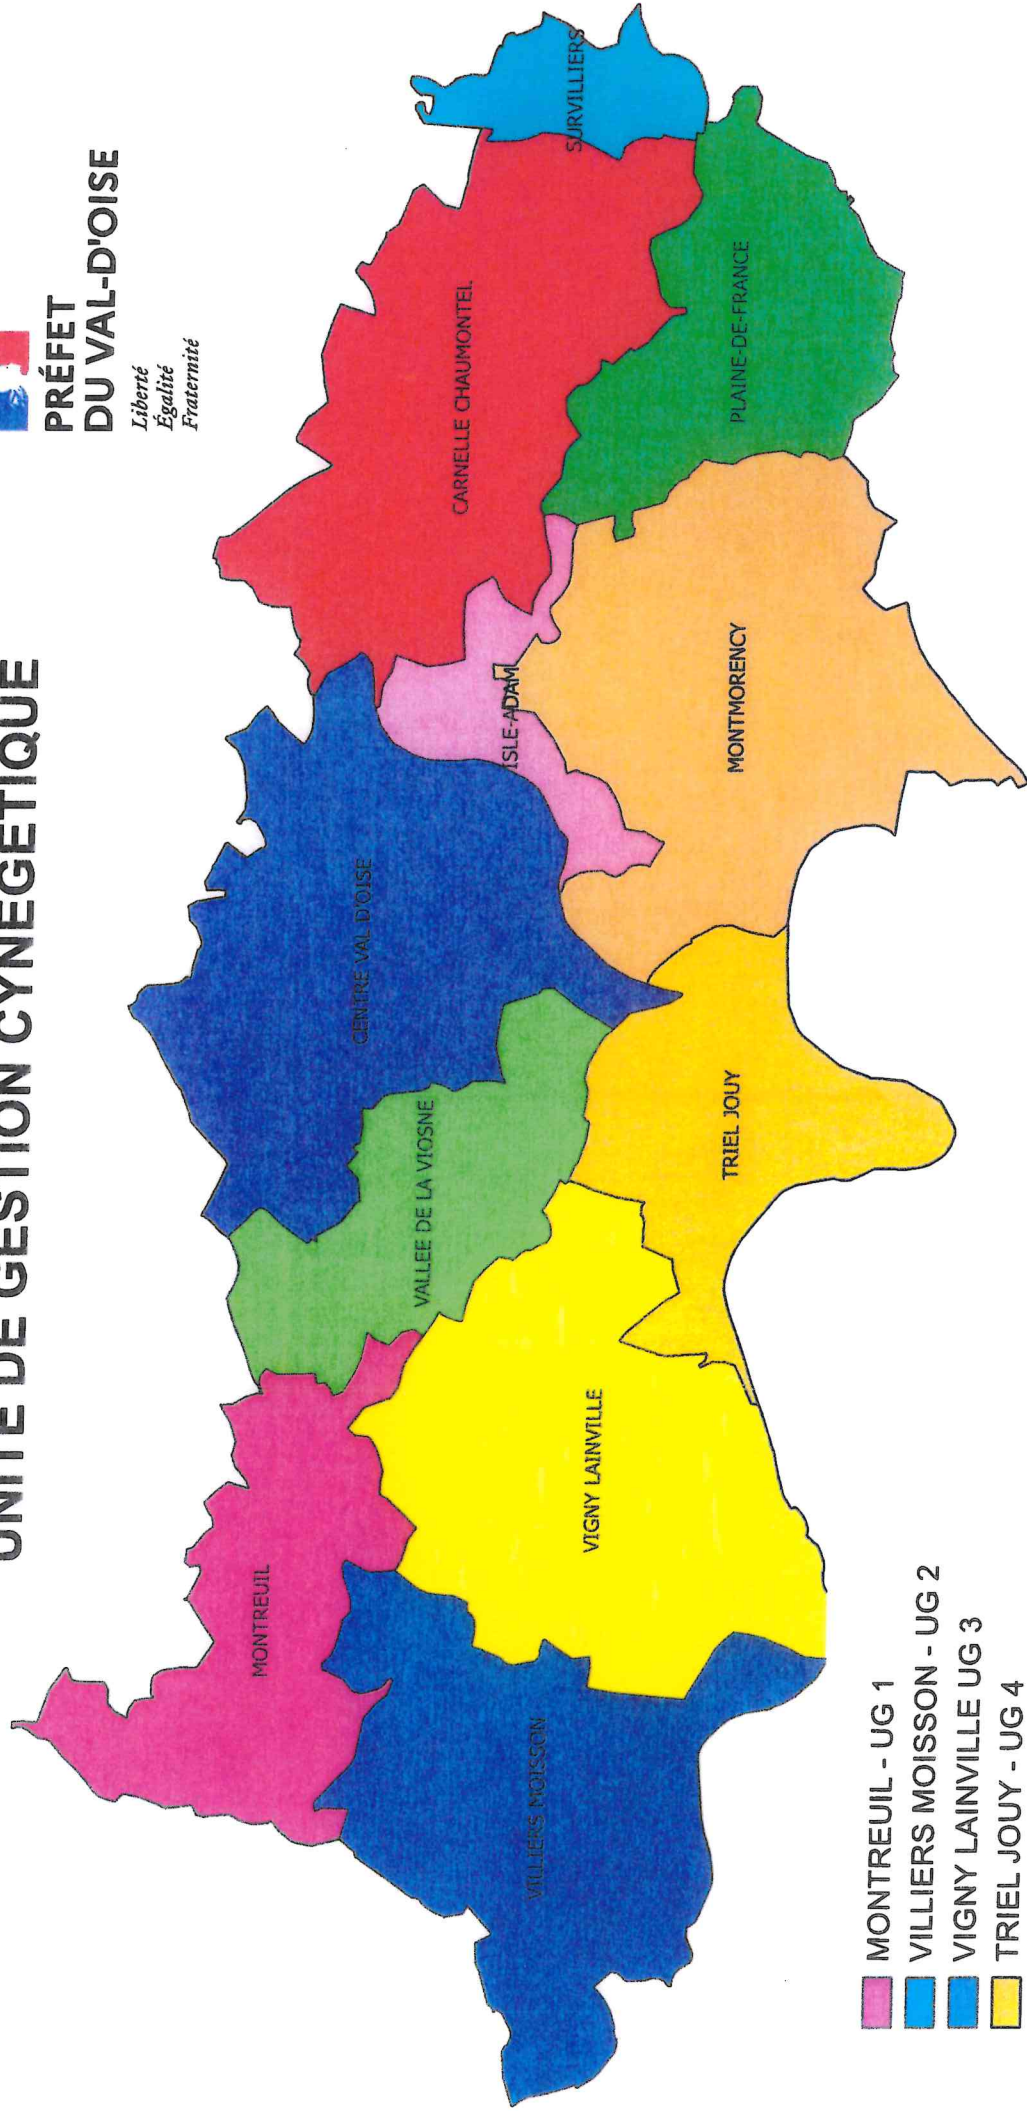 UNITE DE GESTION CYNEGETIQUE
PRÉFET
DU VAL-D'OISE
Liberté
Égalité
Fraternité
MONTREUIL
VILLIERS MOISSON
VIGNY LAINVILLE
VALLEE DE LA VIOSNE
CENTRE VAL D'OISE
TRIEL JOUY
ISLE-ADAM
MONTMORENCY
CARNELLE CHAUMONTEL
PLAINE-DE-FRANCE
SURVILLIERS
MONTREUIL - UG 1
VILLIERS MOISSON - UG 2
VIGNY LAINVILLE UG 3
TRIEL JOUY - UG 4